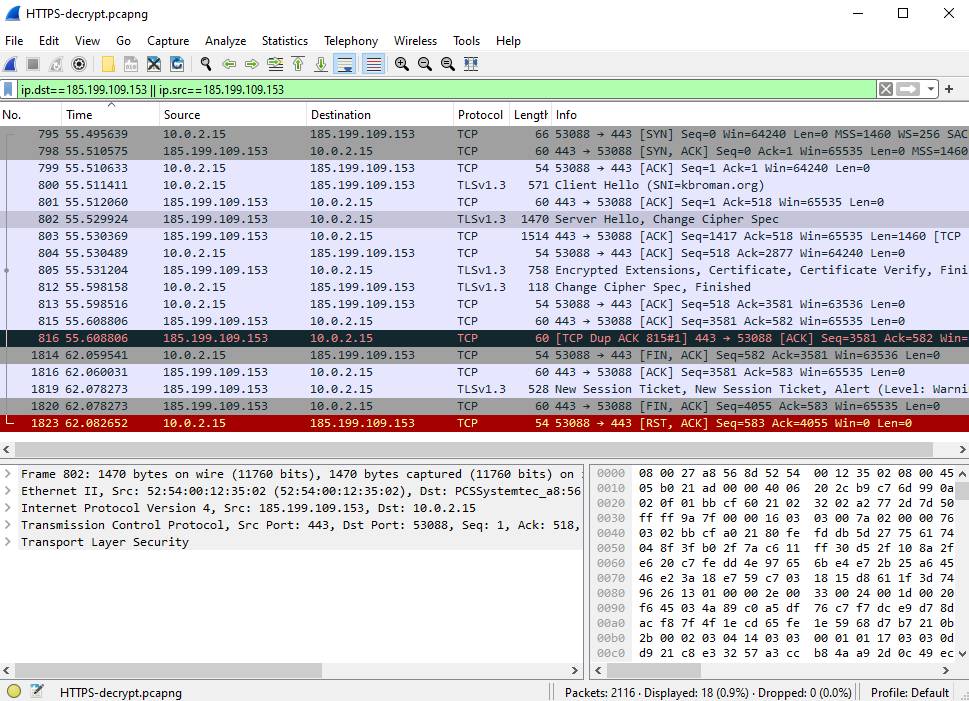 HTTPS-decrypt.pcapng
File Edit View Go Capture Analyze Statistics Telephony Wireless Tools Help
ip.dst==185.199.109.153 || ip.src==185.199.109.153
No. Time Source Destination Protocol Length Info
795 55.495639 10.0.2.15 185.199.109.153 TCP 66 53088 → 443 [SYN] Seq=0 Win=64240 Len=0 MSS=1460 WS=256 SAC
798 55.510575 185.199.109.153 10.0.2.15 TCP 60 443 → 53088 [SYN, ACK] Seq=0 Ack=1 Win=65535 Len=0 MSS=1460
799 55.510633 10.0.2.15 185.199.109.153 TCP 54 53088 → 443 [ACK] Seq=1 Ack=1 Win=64240 Len=0
800 55.511411 10.0.2.15 185.199.109.153 TLSv1.3 571 Client Hello (SNI=kbroman.org)
801 55.512060 185.199.109.153 10.0.2.15 TCP 60 443 → 53088 [ACK] Seq=1 Ack=518 Win=65535 Len=0
802 55.529924 185.199.109.153 10.0.2.15 TLSv1.3 1470 Server Hello, Change Cipher Spec
803 55.530369 185.199.109.153 10.0.2.15 TCP 1514 443 → 53088 [ACK] Seq=1417 Ack=518 Win=65535 Len=1460 [TCP
804 55.530489 10.0.2.15 185.199.109.153 TCP 54 53088 → 443 [ACK] Seq=518 Ack=2877 Win=64240 Len=0
805 55.531204 185.199.109.153 10.0.2.15 TLSv1.3 758 Encrypted Extensions, Certificate, Certificate Verify, Fini
812 55.598158 10.0.2.15 185.199.109.153 TLSv1.3 118 Change Cipher Spec, Finished
813 55.598516 10.0.2.15 185.199.109.153 TCP 54 53088 → 443 [ACK] Seq=518 Ack=3581 Win=63536 Len=0
815 55.608806 185.199.109.153 10.0.2.15 TCP 60 443 → 53088 [ACK] Seq=3581 Ack=582 Win=65535 Len=0
816 55.608806 185.199.109.153 10.0.2.15 TCP 60 [TCP Dup ACK 815#1] 443 → 53088 [ACK] Seq=3581 Ack=582 Win=
1814 62.059541 10.0.2.15 185.199.109.153 TCP 54 53088 → 443 [FIN, ACK] Seq=582 Ack=3581 Win=63536 Len=0
1816 62.060031 185.199.109.153 10.0.2.15 TCP 60 443 → 53088 [ACK] Seq=3581 Ack=583 Win=65535 Len=0
1819 62.078273 185.199.109.153 10.0.2.15 TLSv1.3 528 New Session Ticket, New Session Ticket, Alert (Level: Warni
1820 62.078273 185.199.109.153 10.0.2.15 TCP 60 443 → 53088 [FIN, ACK] Seq=4055 Ack=583 Win=65535 Len=0
1823 62.082652 10.0.2.15 185.199.109.153 TCP 54 53088 → 443 [RST, ACK] Seq=583 Ack=4055 Win=0 Len=0
Frame 802: 1470 bytes on wire (11760 bits), 1470 bytes captured (11760 bits) on
Ethernet II, Src: 52:54:00:12:35:02 (52:54:00:12:35:02), Dst: PCSSystemtec_a8:56
Internet Protocol Version 4, Src: 185.199.109.153, Dst: 10.0.2.15
Transmission Control Protocol, Src Port: 443, Dst Port: 53088, Seq: 1, Ack: 518,
Transport Layer Security
0000 08 00 27 a8 56 8d 52 54 00 12 35 02 08 00 45
0010 05 b0 21 ad 00 00 40 06 20 2c b9 c7 6d 99 0a
0020 02 0f 01 bb cf 60 21 02 32 02 a2 77 2d 7d 50
0030 ff ff 9a 7f 00 00 16 03 03 00 7a 02 00 00 76
0040 03 02 bb cf a0 21 80 fe fd db 5d 27 75 61 74
0050 04 8f 3f b0 2f 7a c6 11 ff 30 d5 2f 10 8a 2f
0060 e6 20 c7 fe dd 4e 97 65 6b e4 e7 2b 25 a6 45
0070 46 e2 3a 18 e7 59 c7 03 18 15 d8 61 1f 3d 74
0080 96 26 13 01 00 00 2e 00 33 00 24 00 1d 00 20
0090 f6 45 03 4a 89 c0 a5 df 76 c7 f7 dc e9 d7 8d
00a0 ac f8 7f 4f 1e cd 65 fe 1e 59 68 d7 b7 21 0b
00b0 2b 00 02 03 04 14 03 03 00 01 01 17 03 03 0d
00c0 d9 21 c8 e3 32 57 a3 cc b8 4a a9 2d 0c 49 ec
HTTPS-decrypt.pcapng
Packets: 2116 · Displayed: 18 (0.9%) · Dropped: 0 (0.0%)
Profile: Default